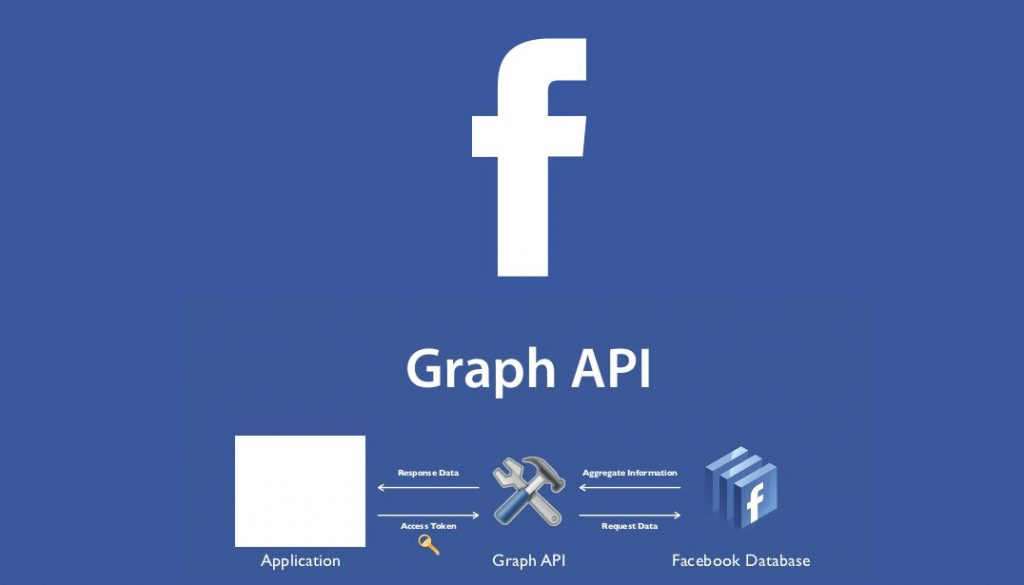 f
Graph API
Response Data
Aggregate Information
Access Token
Request Data
f
Application
Graph API
Facebook Database